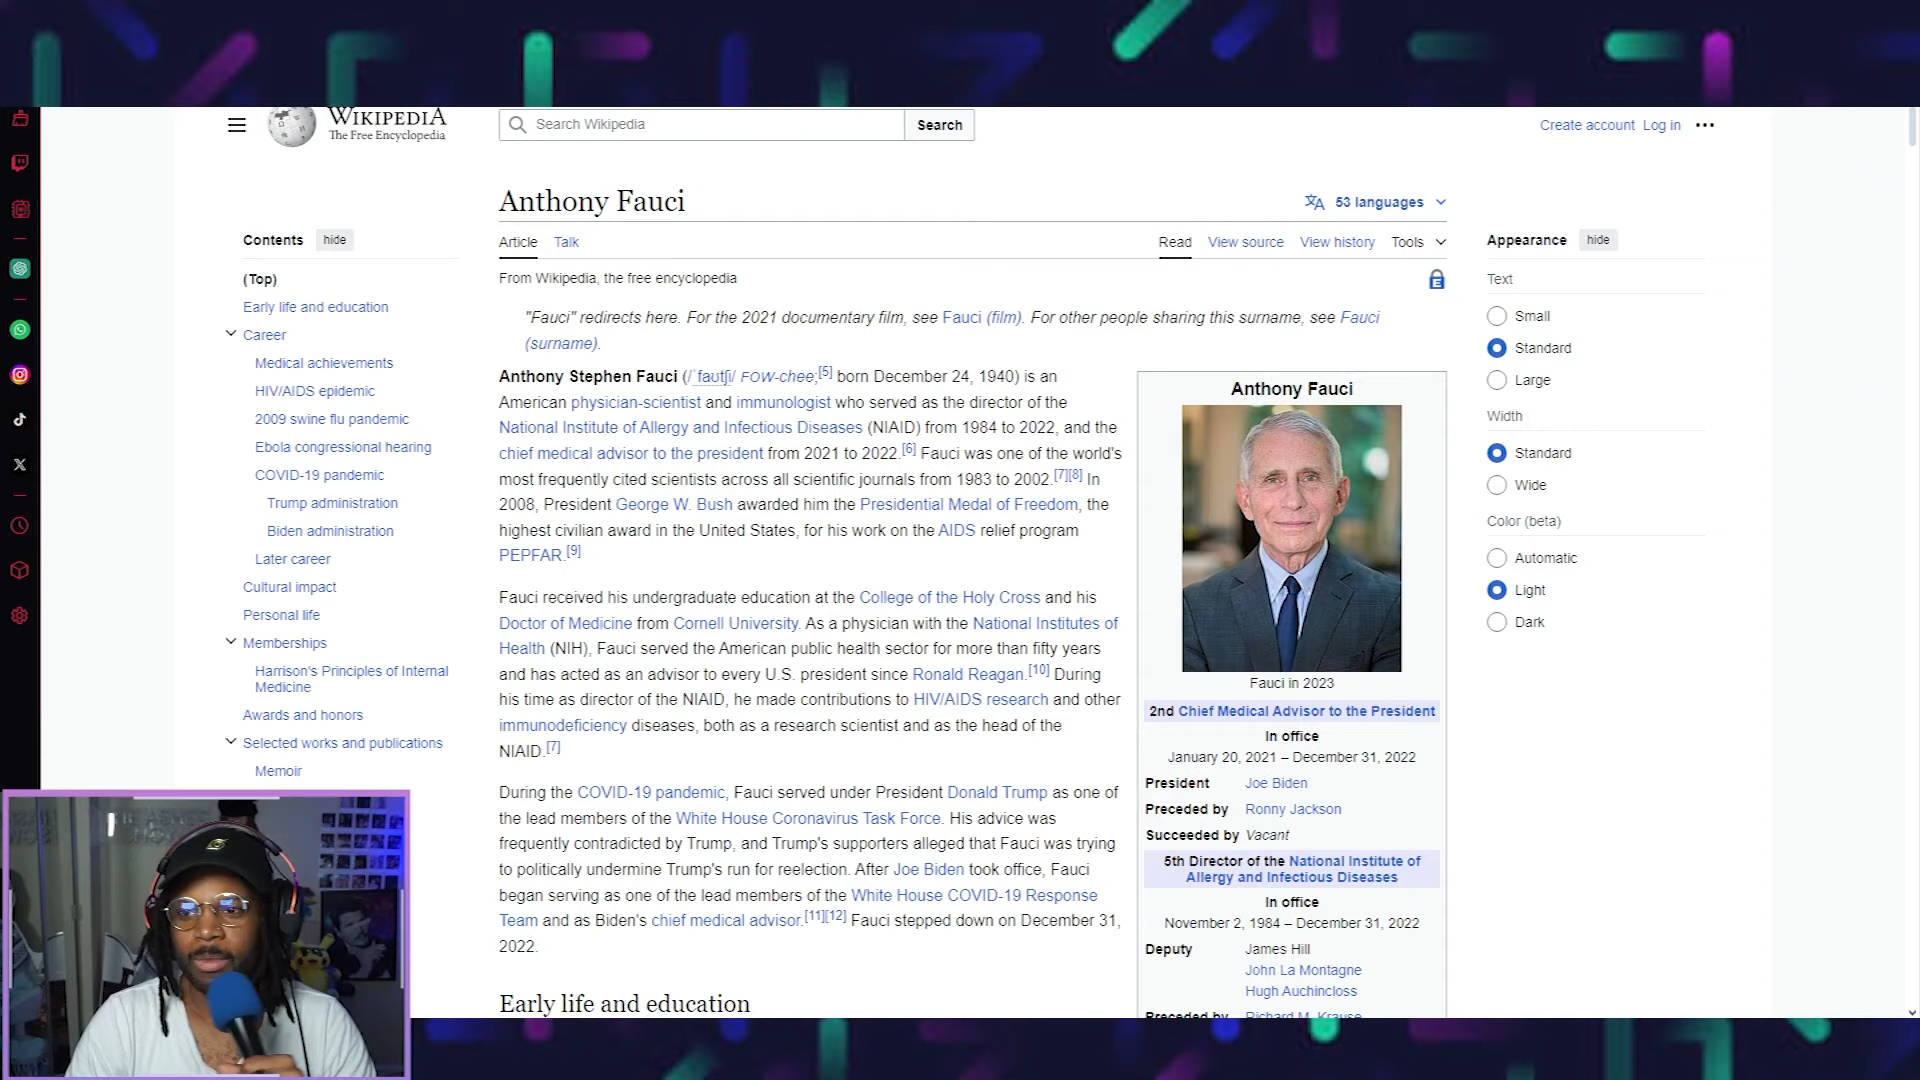 WIKIPEDIA
The Free Encyclopedia
Search Wikipedia
Search
Create account Log in
Anthony Fauci
53 languages
Contents hide
Article Talk
Read View source View history Tools
Appearance hide
(Top)
Early life and education
Career
Medical achievements
HIV/AIDS epidemic
2009 swine flu pandemic
Ebola congressional hearing
COVID-19 pandemic
Trump administration
Biden administration
Later career
Cultural impact
Personal life
Memberships
Harrison's Principles of Internal
Medicine
Awards and honors
Selected works and publications
Memoir
From Wikipedia, the free encyclopedia
E
"Fauci" redirects here. For the 2021 documentary film, see Fauci (film). For other people sharing this surname, see Fauci
(surname).
Anthony Stephen Fauci (/ˈfaʊtʃi/ FOW-chee;[5] born December 24, 1940) is an
American physician-scientist and immunologist who served as the director of the
National Institute of Allergy and Infectious Diseases (NIAID) from 1984 to 2022, and the
chief medical advisor to the president from 2021 to 2022.[6] Fauci was one of the world's
most frequently cited scientists across all scientific journals from 1983 to 2002.[7][8] In
2008, President George W. Bush awarded him the Presidential Medal of Freedom, the
highest civilian award in the United States, for his work on the AIDS relief program
PEPFAR.[9]
Fauci received his undergraduate education at the College of the Holy Cross and his
Doctor of Medicine from Cornell University. As a physician with the National Institutes of
Health (NIH), Fauci served the American public health sector for more than fifty years
and has acted as an advisor to every U.S. president since Ronald Reagan.[10] During
his time as director of the NIAID, he made contributions to HIV/AIDS research and other
immunodeficiency diseases, both as a research scientist and as the head of the
NIAID.[7]
During the COVID-19 pandemic, Fauci served under President Donald Trump as one of
the lead members of the White House Coronavirus Task Force. His advice was
frequently contradicted by Trump, and Trump's supporters alleged that Fauci was trying
to politically undermine Trump's run for reelection. After Joe Biden took office, Fauci
began serving as one of the lead members of the White House COVID-19 Response
Team and as Biden's chief medical advisor.[11][12] Fauci stepped down on December 31,
2022.
Early life and education
Anthony Fauci
Fauci in 2023
2nd Chief Medical Advisor to the President
In office
January 20, 2021 – December 31, 2022
President Joe Biden
Preceded by Ronny Jackson
Succeeded by Vacant
5th Director of the National Institute of
Allergy and Infectious Diseases
In office
November 2, 1984 – December 31, 2022
Deputy James Hill
John La Montagne
Hugh Auchincloss
Preceded by Richard M. Krause
Text
Small
Standard
Large
Width
Standard
Wide
Color (beta)
Automatic
Light
Dark